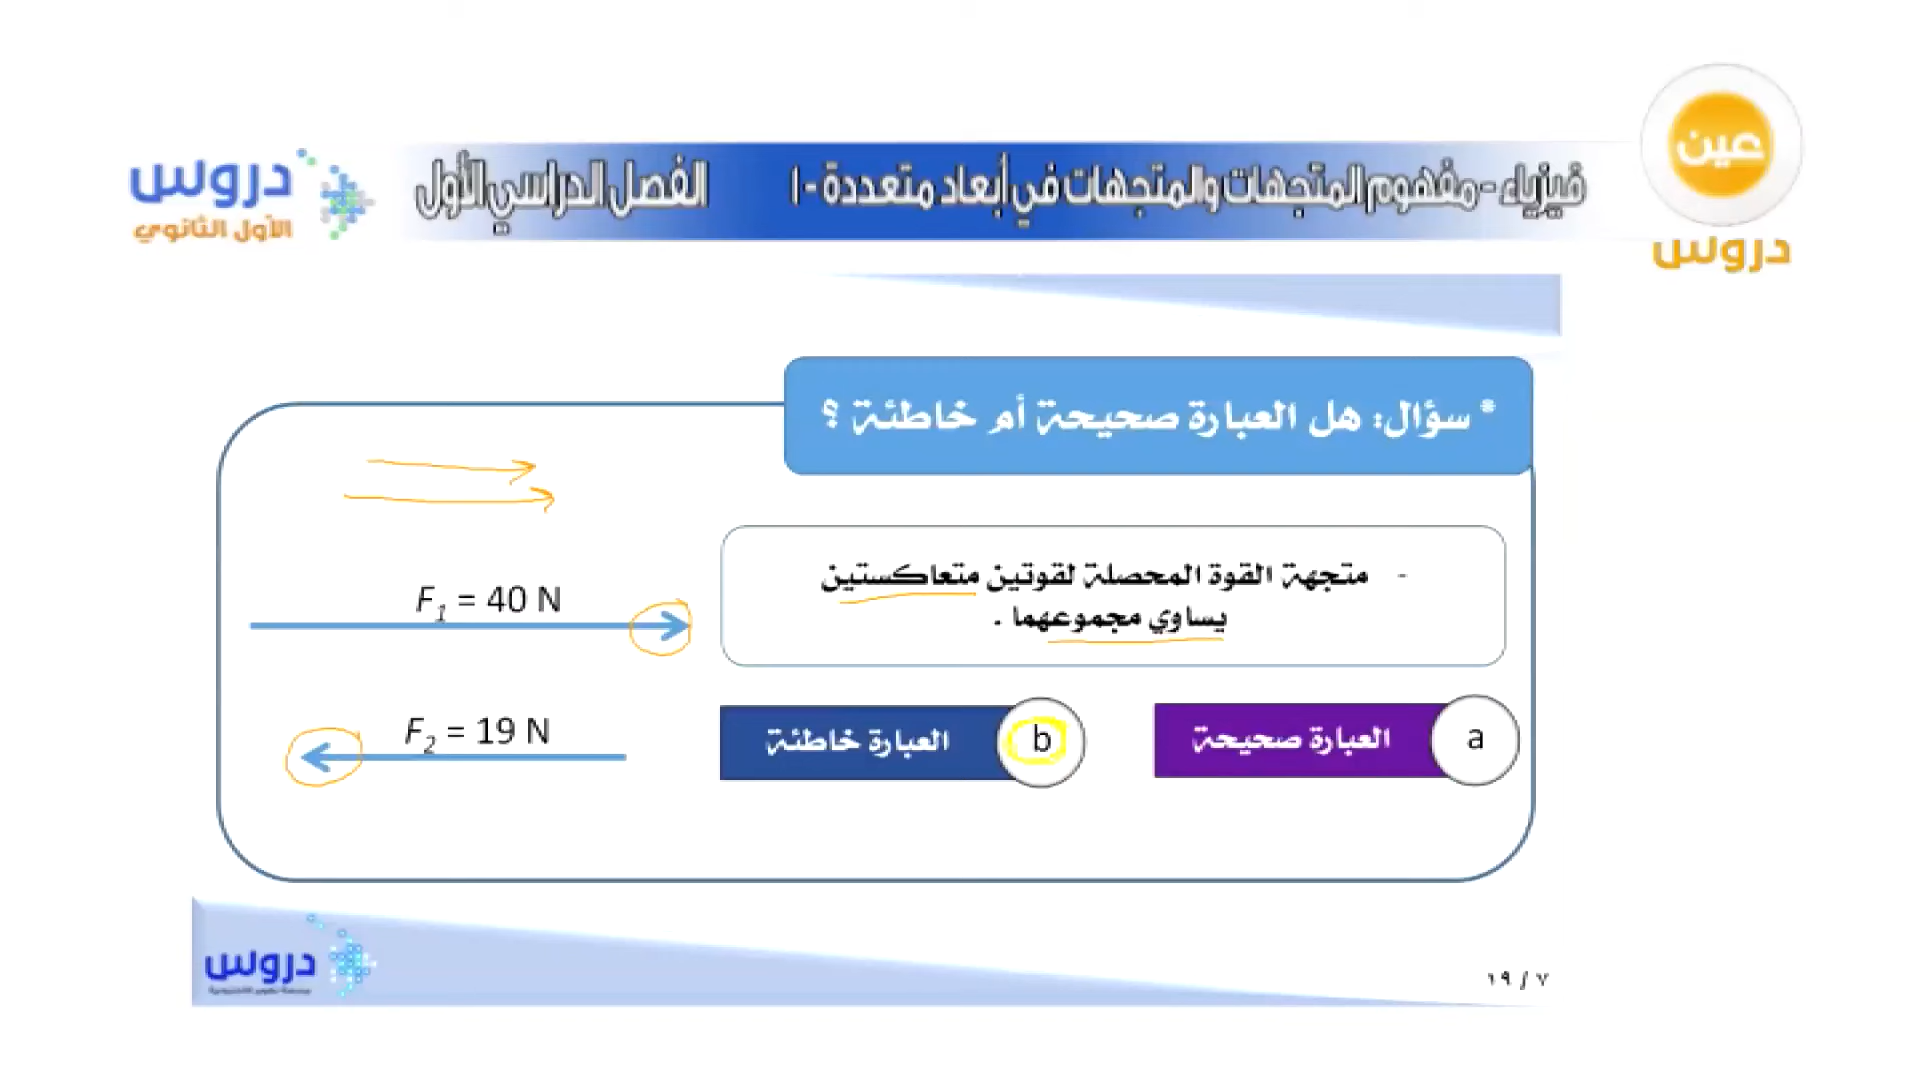 عين
دروس
فيزياء - مفهوم المتجهات والمتجهات في أبعاد متعددة - ١
الفصل الدراسي الأول
دروس
الأول الثانوي
* سؤال: هل العبارة صحيحة أم خاطئة ؟
- متجهة القوة المحصلة لقوتين متعاكستين
يساوي مجموعهما .
F1 = 40 N
F2 = 19 N
a العبارة صحيحة
b العبارة خاطئة
دروس
١٩ / ٧